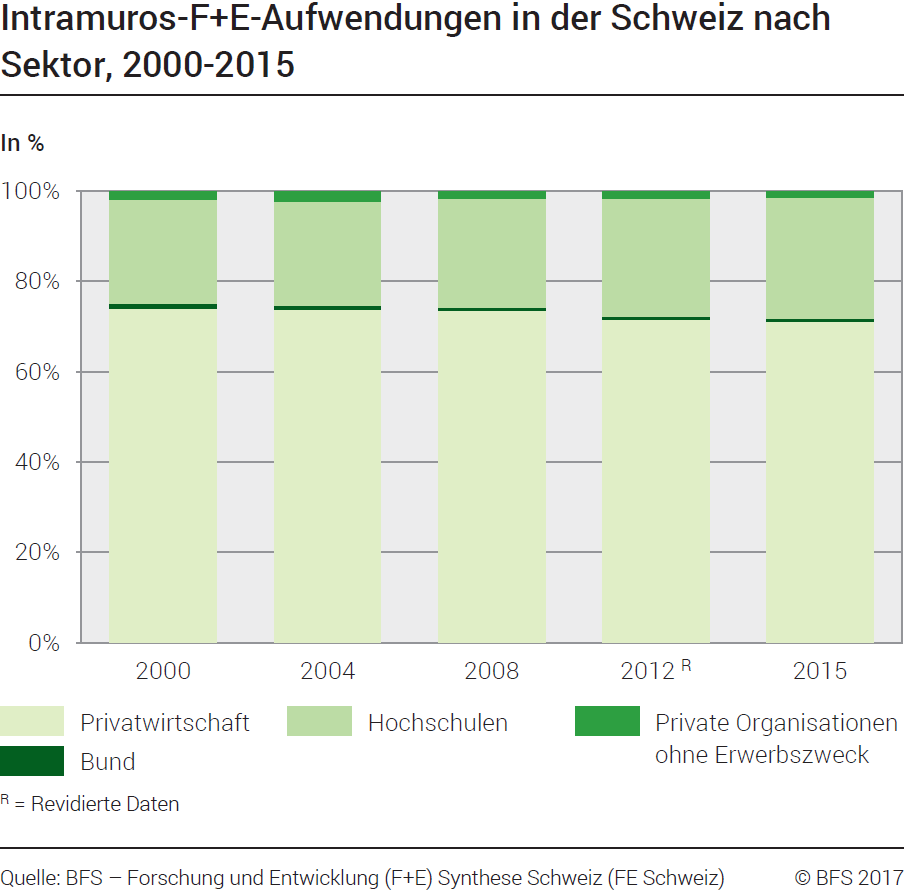 Intramuros-F+E-Aufwendungen in der Schweiz nach
Sektor, 2000-2015
In %
100%
80%
60%
40%
20%
0%
2000 2004 2008 2012 R 2015
Privatwirtschaft Hochschulen Private Organisationen
ohne Erwerbszweck
Bund
R = Revidierte Daten
Quelle: BFS – Forschung und Entwicklung (F+E) Synthese Schweiz (FE Schweiz) © BFS 2017